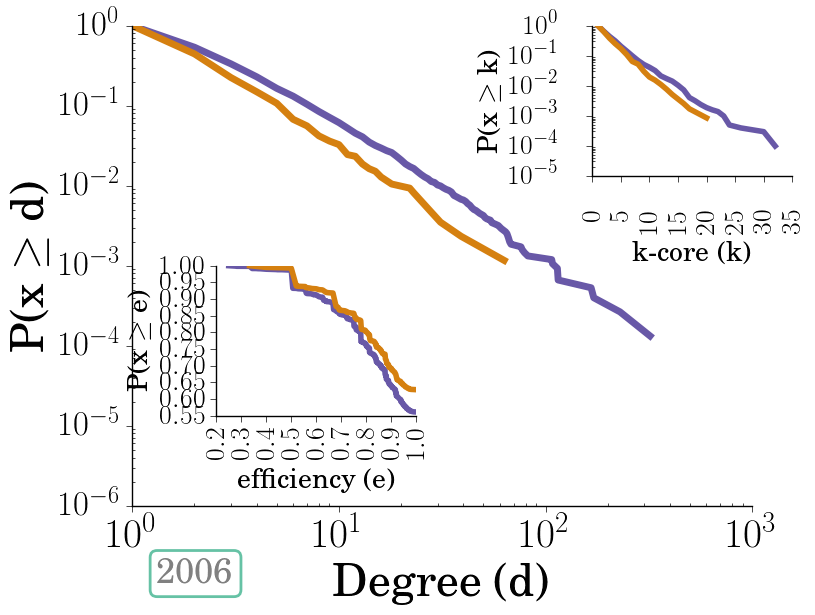 10^0
10^-1
10^-2
10^-3
10^-4
10^-5
10^-6
P(x ≥ d)
10^0 10^1 10^2 10^3
Degree (d)
2006
10^0
10^-1
10^-2
10^-3
10^-4
10^-5
P(x ≥ k)
0 5 10 15 20 25 30 35
k-core (k)
1.00
0.95
0.90
0.85
0.80
0.75
0.70
0.65
0.60
0.55
P(x ≥ e)
0.2 0.3 0.4 0.5 0.6 0.7 0.8 0.9 1.0
efficiency (e)